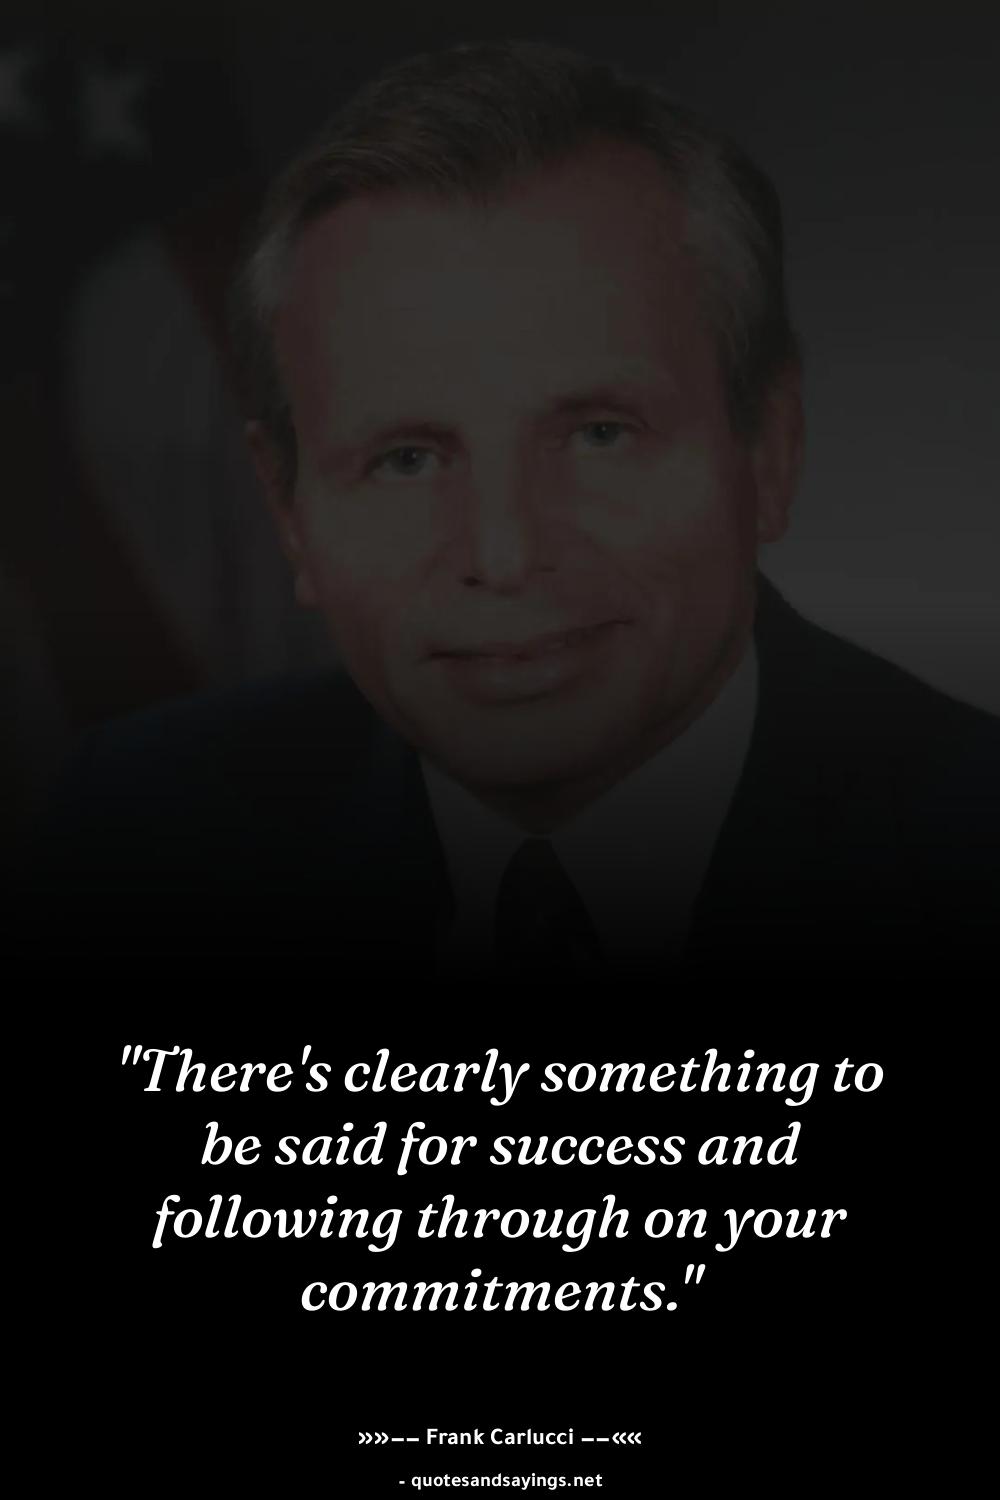 "There's clearly something to
be said for success and
following through on your
commitments."
»»–– Frank Carlucci ––««
- quotesandsayings.net